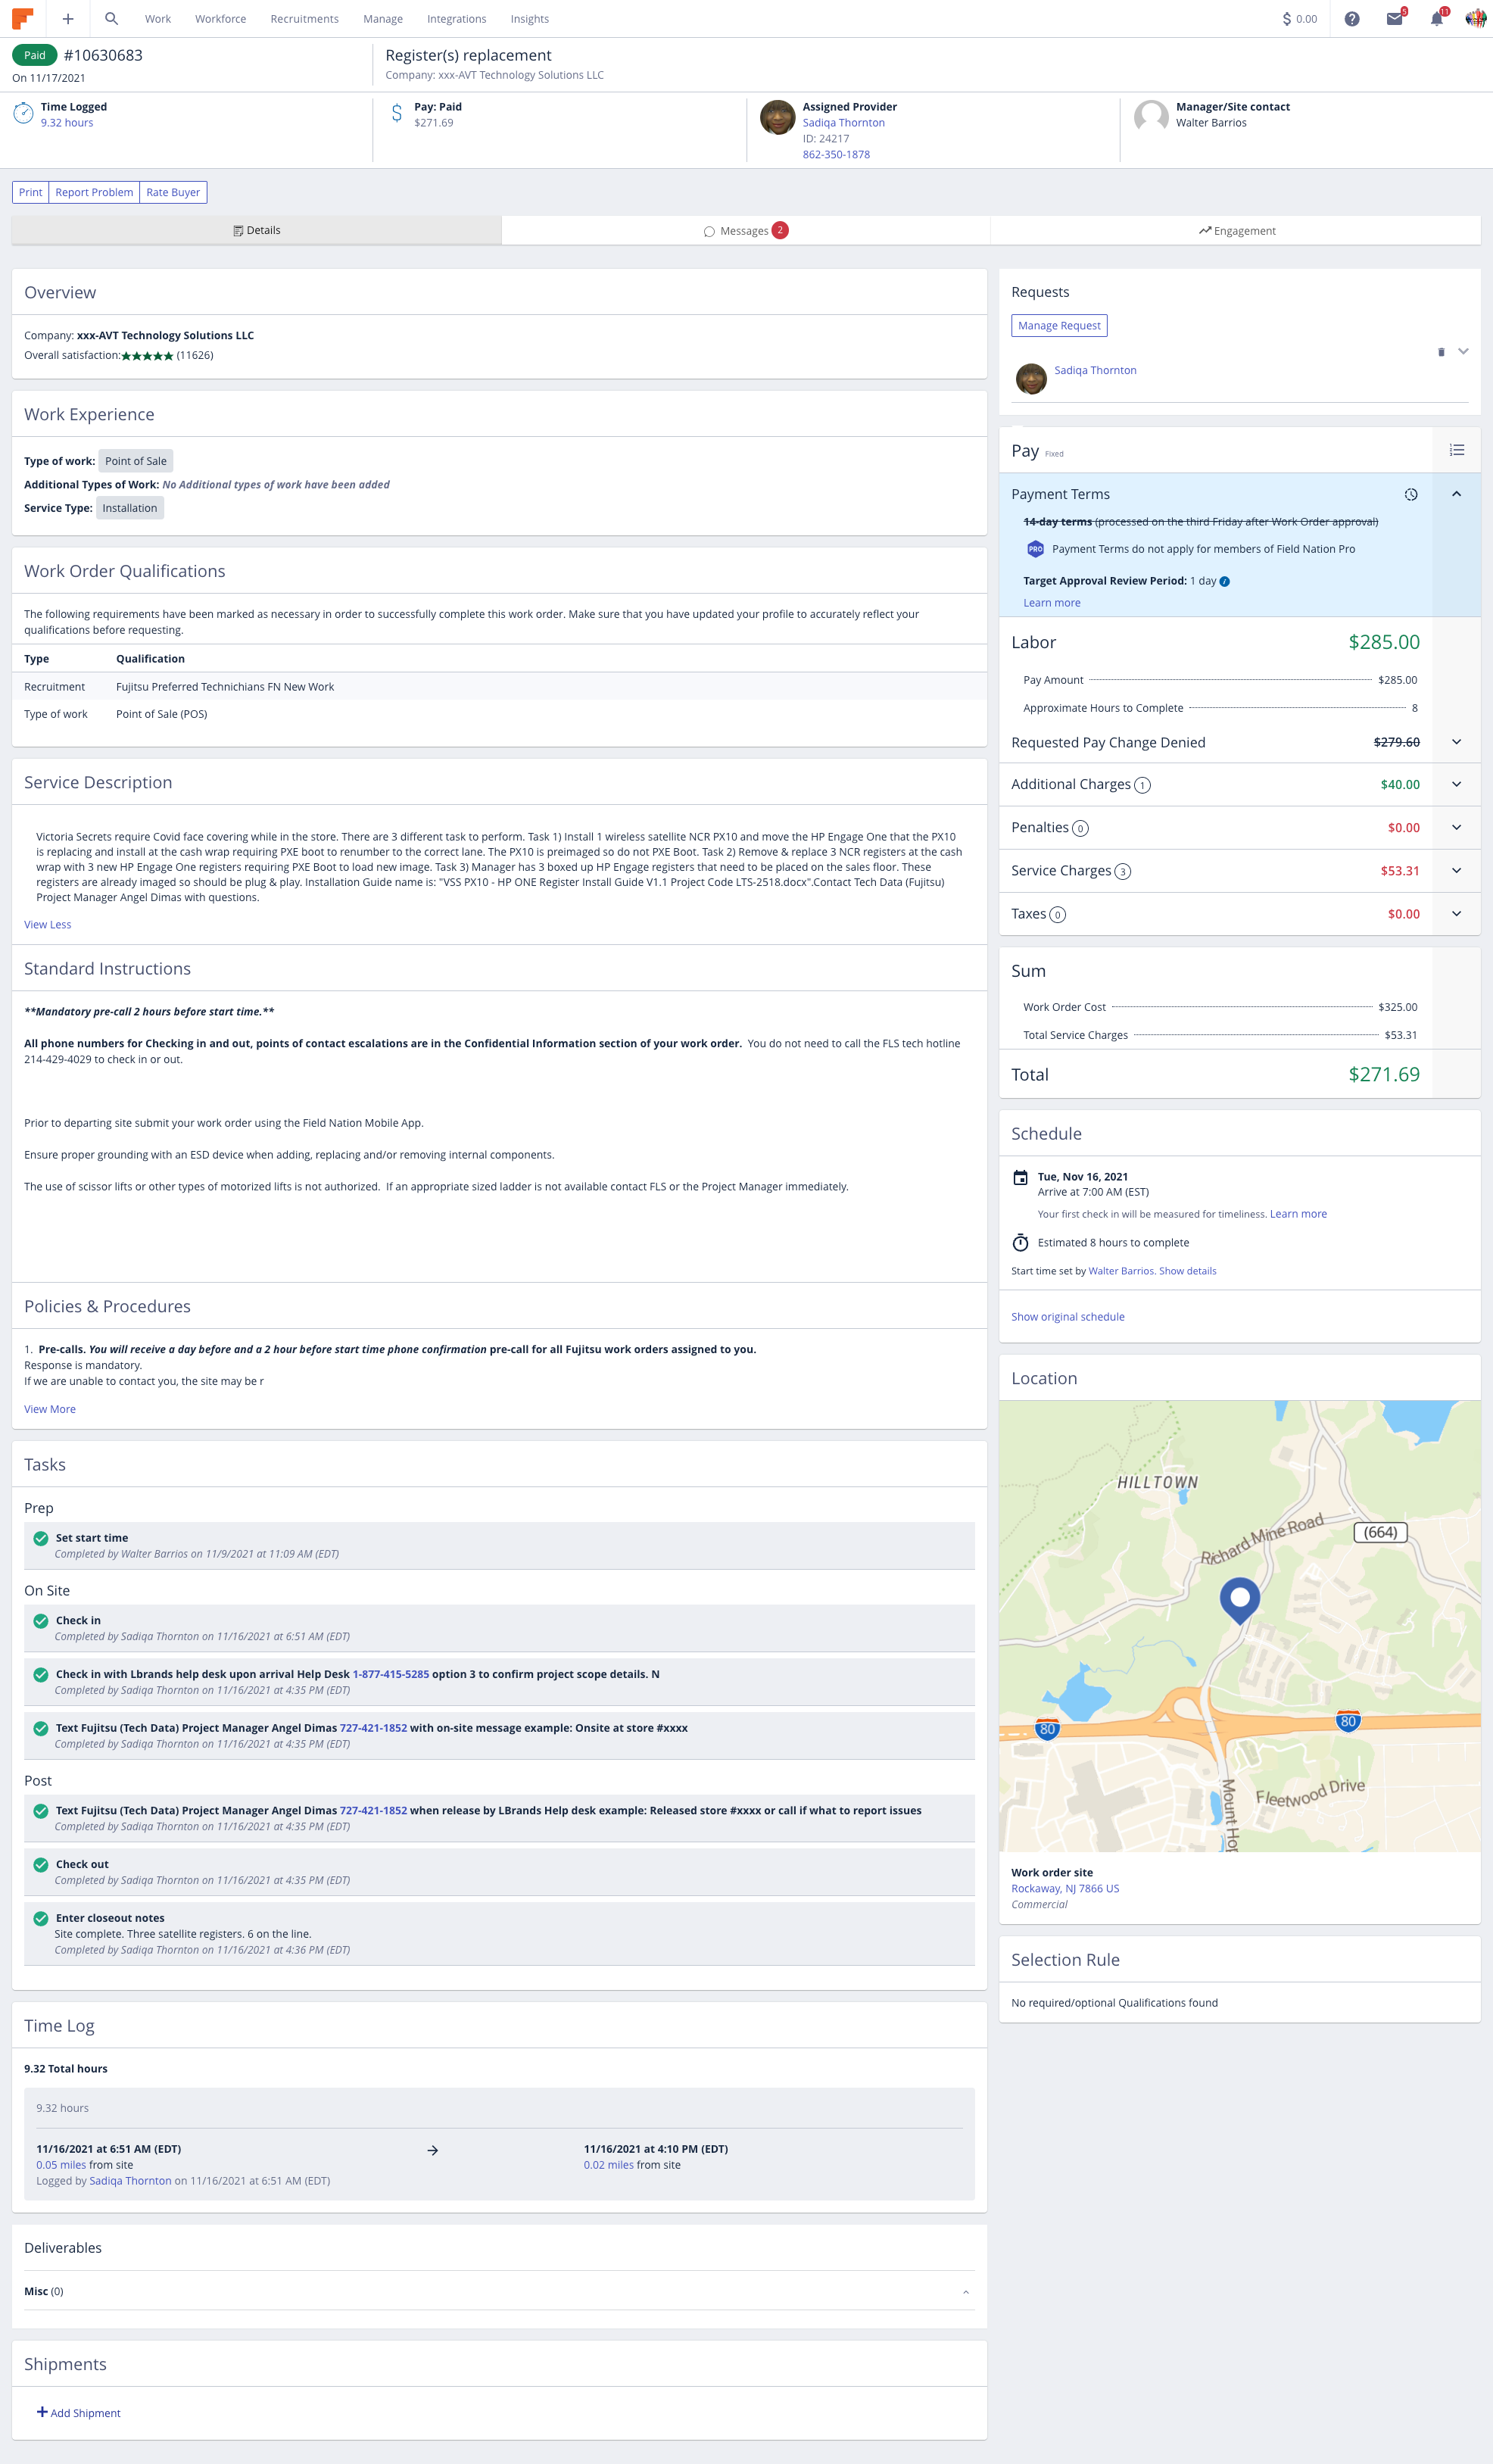 Work Workforce Recruitments Manage Integrations Insights
$ 0.00
5
11
Paid #10630683
On 11/17/2021
Register(s) replacement
Company: xxx-AVT Technology Solutions LLC
Time Logged
9.32 hours
Pay: Paid
$271.69
Assigned Provider
Sadiqa Thornton
ID: 24217
862-350-1878
Manager/Site contact
Walter Barrios
Print Report Problem Rate Buyer
Details
Messages 2
Engagement
Overview
Company: xxx-AVT Technology Solutions LLC
Overall satisfaction:★★★★★ (11626)
Work Experience
Type of work: Point of Sale
Additional Types of Work: No Additional types of work have been added
Service Type: Installation
Work Order Qualifications
The following requirements have been marked as necessary in order to successfully complete this work order. Make sure that you have updated your profile to accurately reflect your
qualifications before requesting.
Type Qualification
Recruitment Fujitsu Preferred Technichians FN New Work
Type of work Point of Sale (POS)
Service Description
Victoria Secrets require Covid face covering while in the store. There are 3 different task to perform. Task 1) Install 1 wireless satellite NCR PX10 and move the HP Engage One that the PX10
is replacing and install at the cash wrap requiring PXE boot to renumber to the correct lane. The PX10 is preimaged so do not PXE Boot. Task 2) Remove & replace 3 NCR registers at the cash
wrap with 3 new HP Engage One registers requiring PXE boot to load new image. Task 3) Manager has 3 boxed up HP Engage registers that need to be placed on the sales floor. These
registers are already imaged so should be plug & play. Installation Guide name is: "VSS PX10 - HP ONE Register Install Guide V1.1 Project Code LTS-2518.docx".Contact Tech Data (Fujitsu)
Project Manager Angel Dimas with questions.
View Less
Standard Instructions
**Mandatory pre-call 2 hours before start time.**
All phone numbers for Checking in and out, points of contact escalations are in the Confidential Information section of your work order. You do not need to call the FLS tech hotline
214-429-4029 to check in or out.
Prior to departing site submit your work order using the Field Nation Mobile App.
Ensure proper grounding with an ESD device when adding, replacing and/or removing internal components.
The use of scissor lifts or other types of motorized lifts is not authorized. If an appropriate sized ladder is not available contact FLS or the Project Manager immediately.
Policies & Procedures
1. Pre-calls. You will receive a day before and a 2 hour before start time phone confirmation pre-call for all Fujitsu work orders assigned to you.
Response is mandatory.
If we are unable to contact you, the site may be r
View More
Tasks
Prep
Set start time
Completed by Walter Barrios on 11/9/2021 at 11:09 AM (EDT)
On Site
Check in
Completed by Sadiqa Thornton on 11/16/2021 at 6:51 AM (EDT)
Check in with Lbrands help desk upon arrival Help Desk 1-877-415-5285 option 3 to confirm project scope details. N
Completed by Sadiqa Thornton on 11/16/2021 at 4:35 PM (EDT)
Text Fujitsu (Tech Data) Project Manager Angel Dimas 727-421-1852 with on-site message example: Onsite at store #xxxx
Completed by Sadiqa Thornton on 11/16/2021 at 4:35 PM (EDT)
Post
Text Fujitsu (Tech Data) Project Manager Angel Dimas 727-421-1852 when release by LBrands Help desk example: Released store #xxxx or call if what to report issues
Completed by Sadiqa Thornton on 11/16/2021 at 4:35 PM (EDT)
Check out
Completed by Sadiqa Thornton on 11/16/2021 at 4:35 PM (EDT)
Enter closeout notes
Site complete. Three satellite registers. 6 on the line.
Completed by Sadiqa Thornton on 11/16/2021 at 4:36 PM (EDT)
Time Log
9.32 Total hours
9.32 hours
11/16/2021 at 6:51 AM (EDT) → 11/16/2021 at 4:10 PM (EDT)
0.05 miles from site 0.02 miles from site
Logged by Sadiqa Thornton on 11/16/2021 at 6:51 AM (EDT)
Deliverables
Misc (0)
Shipments
+ Add Shipment
Requests
Manage Request
Sadiqa Thornton
Pay Fixed
Payment Terms
14-day terms (processed on the third Friday after Work Order approval)
PRO Payment Terms do not apply for members of Field Nation Pro
Target Approval Review Period: 1 day
Learn more
Labor $285.00
Pay Amount $285.00
Approximate Hours to Complete 8
Requested Pay Change Denied $279.60
Additional Charges 1 $40.00
Penalties 0 $0.00
Service Charges 3 $53.31
Taxes 0 $0.00
Sum
Work Order Cost $325.00
Total Service Charges $53.31
Total $271.69
Schedule
Tue, Nov 16, 2021
Arrive at 7:00 AM (EST)
Your first check in will be measured for timeliness. Learn more
Estimated 8 hours to complete
Start time set by Walter Barrios. Show details
Show original schedule
Location
HILLTOWN
Richard Mine Road
(664)
80
80
Fleetwood Drive
Mount Hop
Work order site
Rockaway, NJ 7866 US
Commercial
Selection Rule
No required/optional Qualifications found